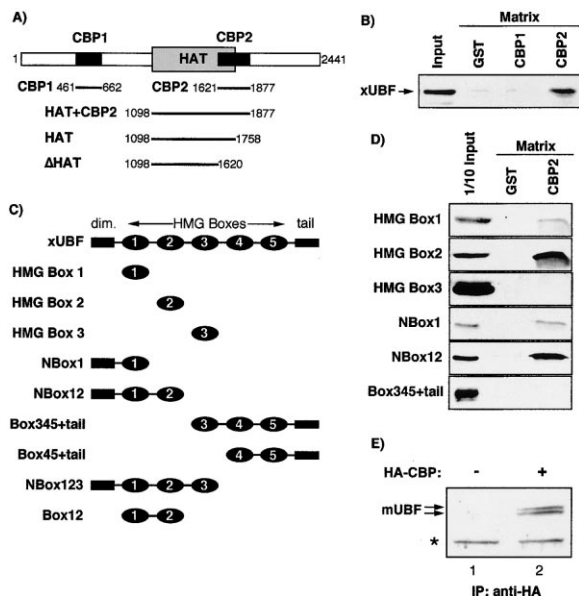 A)
CBP1
CBP2
1
HAT
2441
CBP1 461 662
CBP2 1621 1877
HAT+CBP2 1098 1877
HAT 1098 1758
ΔHAT 1098 1620
B)
Matrix
Input
GST
CBP1
CBP2
xUBF
C)
dim.
HMG Boxes
tail
xUBF
1 2 3 4 5
HMG Box 1
1
HMG Box 2
2
HMG Box 3
3
NBox1
1
NBox12
1 2
Box345+tail
3 4 5
Box45+tail
4 5
NBox123
1 2 3
Box12
1 2
D)
1/10 Input
Matrix
GST
CBP2
HMG Box1
HMG Box2
HMG Box3
NBox1
NBox12
Box345+tail
E)
HA-CBP: - +
mUBF
*
1 2
IP: anti-HA